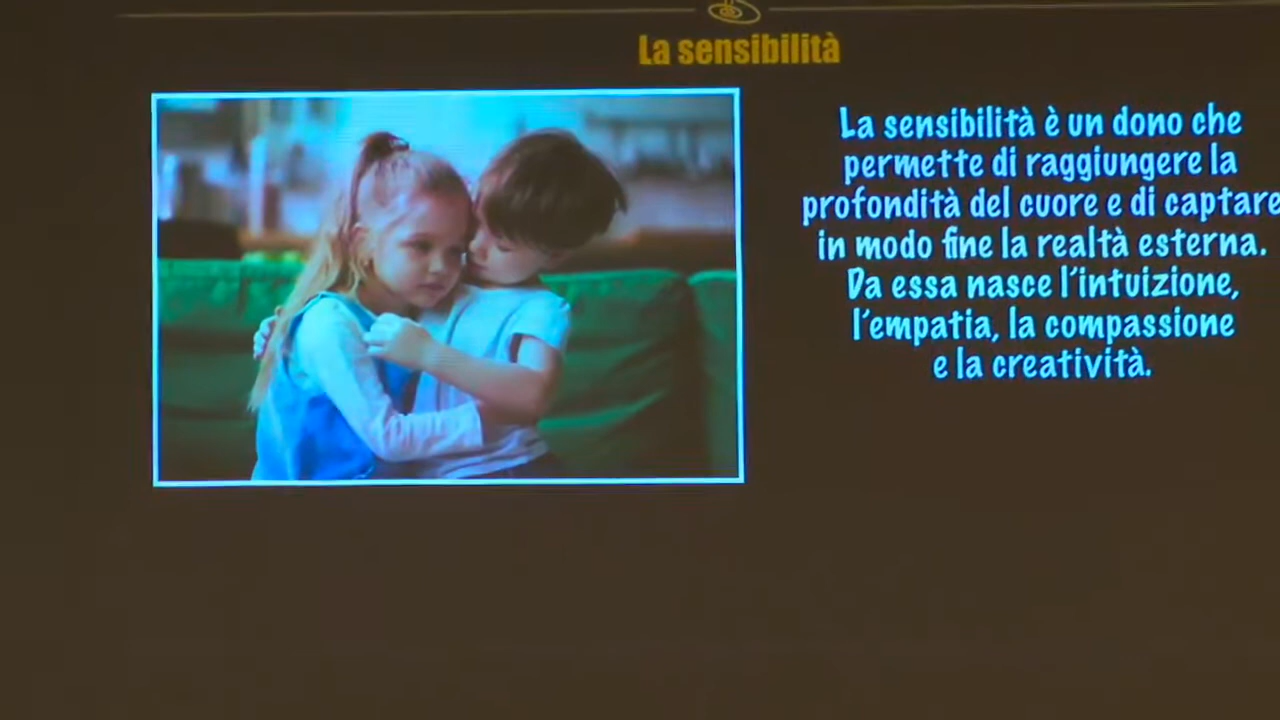 La sensibilità
La sensibilità è un dono che
permette di raggiungere la
profondità del cuore e di captare
in modo fine la realtà esterna.
Da essa nasce l'intuizione,
l'empatia, la compassione
e la creatività.